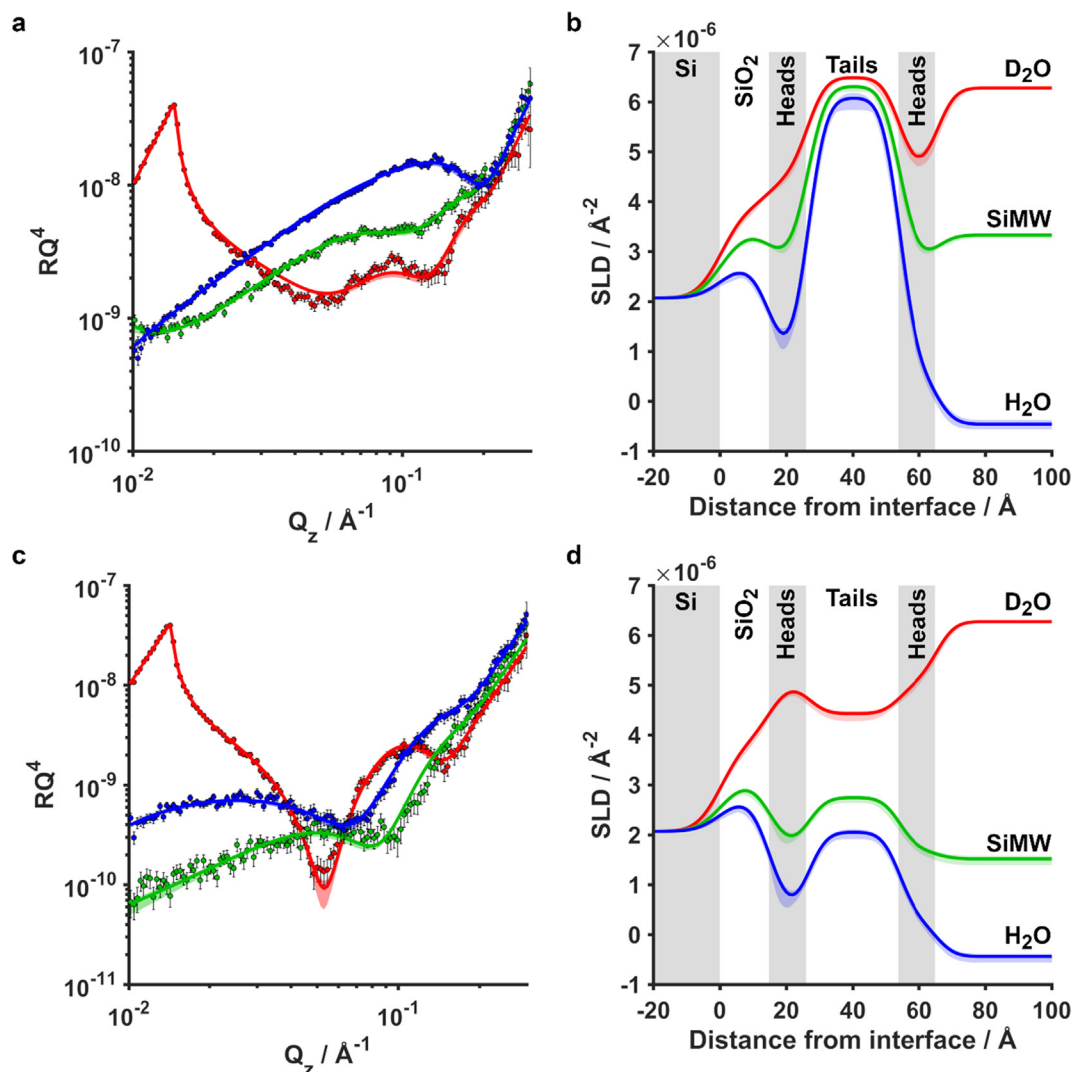 a
10⁻⁷
10⁻⁸
10⁻⁹
10⁻¹⁰
RQ⁴
10⁻² 10⁻¹
Q_z / Å⁻¹
b
× 10⁻⁶
7
6
5
4
3
2
1
0
-1
SLD / Å⁻²
Si
SiO₂
Heads
Tails
Heads
D₂O
SiMW
H₂O
-20 0 20 40 60 80 100
Distance from interface / Å
c
10⁻⁷
10⁻⁸
10⁻⁹
10⁻¹⁰
10⁻¹¹
RQ⁴
10⁻² 10⁻¹
Q_z / Å⁻¹
d
× 10⁻⁶
7
6
5
4
3
2
1
0
-1
SLD / Å⁻²
Si
SiO₂
Heads
Tails
Heads
D₂O
SiMW
H₂O
-20 0 20 40 60 80 100
Distance from interface / Å